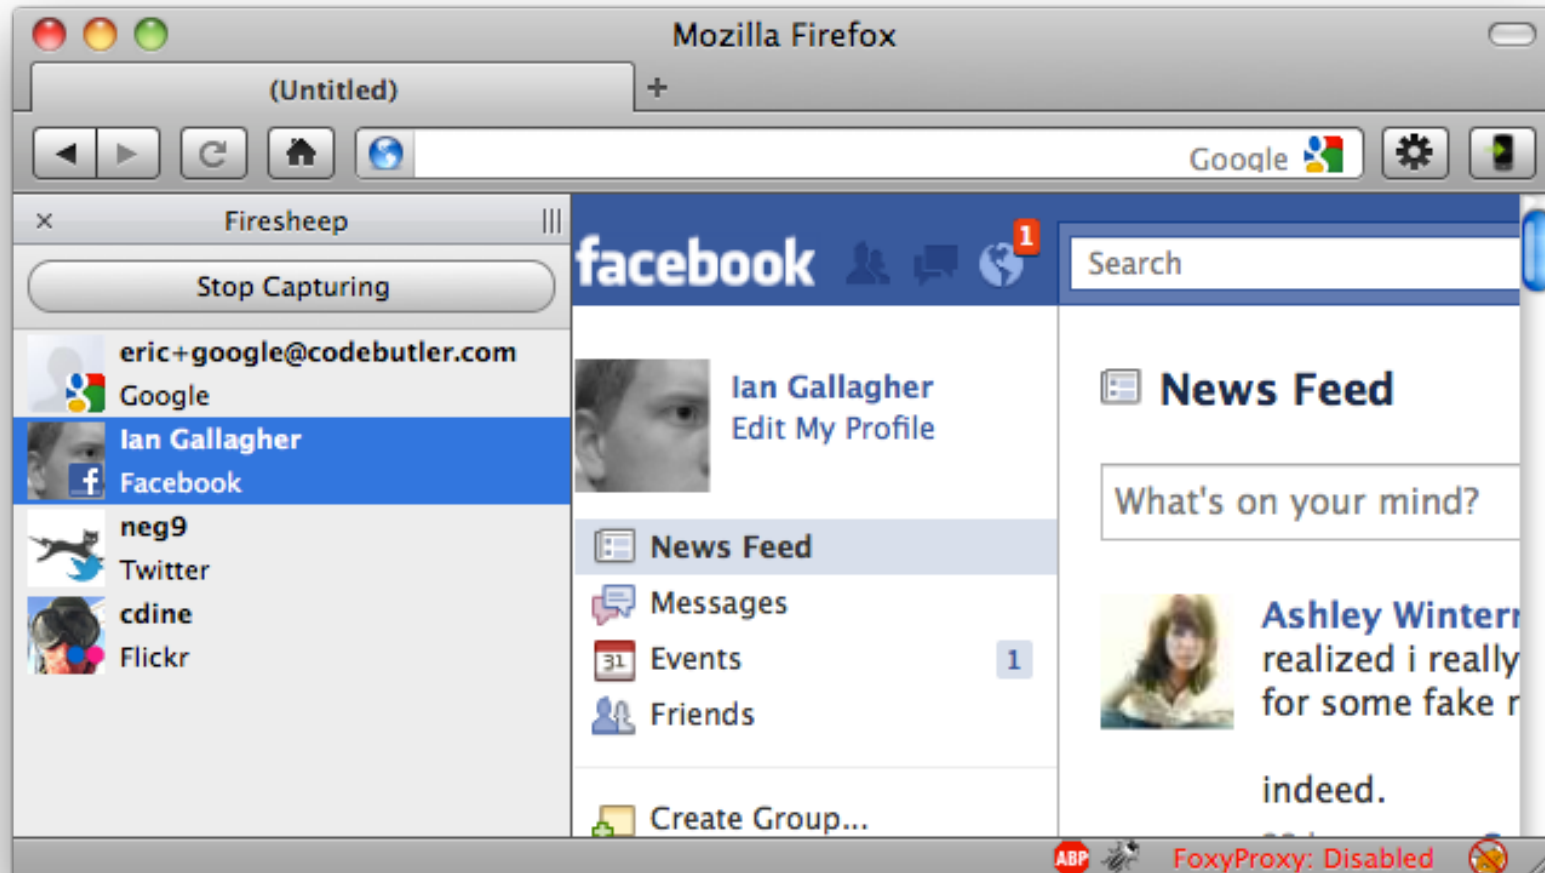 Mozilla Firefox
(Untitled)
Google
Firesheep
Stop Capturing
eric+google@codebutler.com
Google
Ian Gallagher
Facebook
neg9
Twitter
cdine
Flickr
facebook
1
Search
Ian Gallagher
Edit My Profile
News Feed
Messages
31
Events
1
Friends
Create Group...
News Feed
What's on your mind?
Ashley
realized i really
for some fake
indeed.
ABP
FoxyProxy: Disabled